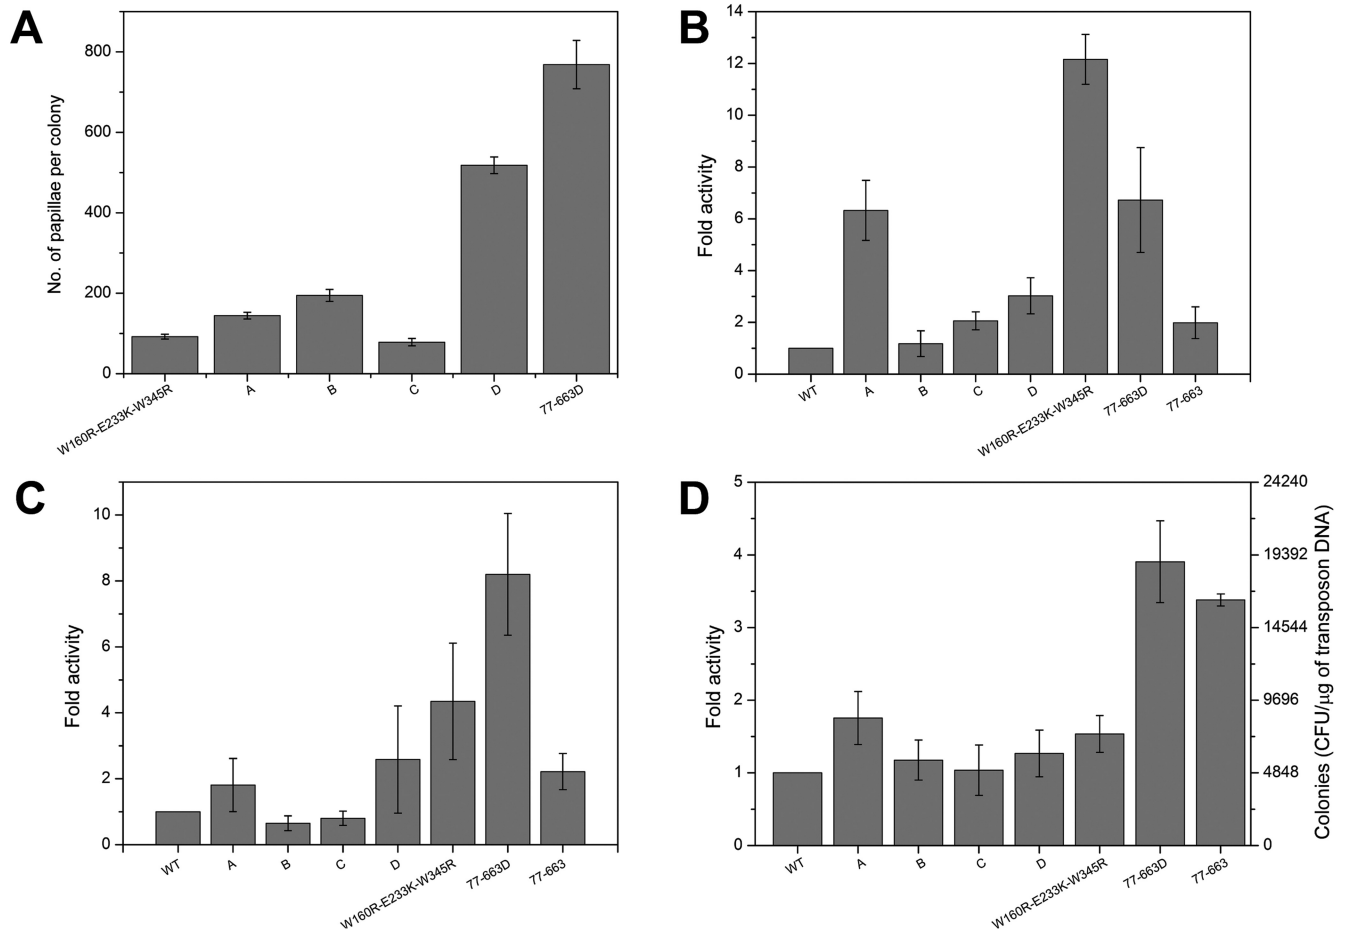 A
No. of papillae per colony
800
600
400
200
0
W160R-E233K-W345R
A
B
C
D
77-663D
B
Fold activity
14
12
10
8
6
4
2
0
WT
A
B
C
D
W160R-E233K-W345R
77-663D
77-663
C
Fold activity
10
8
6
4
2
0
WT
A
B
C
D
W160R-E233K-W345R
77-663D
77-663
D
Fold activity
5
4
3
2
1
0
WT
A
B
C
D
W160R-E233K-W345R
77-663D
77-663
24240
19392
14544
9696
4848
0
Colonies (CFU/μg of transposon DNA)